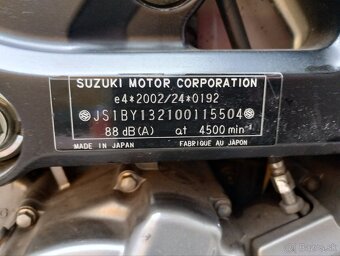 SUZUKI MOTOR CORPORATION
e4*2002/24*0192
JS1BY132100115504
88 dB(A) at 4500 min⁻¹
MADE IN JAPAN FABRIQUÉ AU JAPON